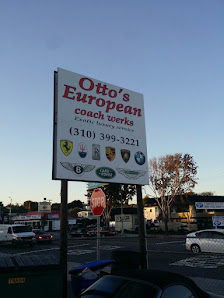 Otto's
European
coach werks
Exotic luxury service
(310) 399-3221
STOP